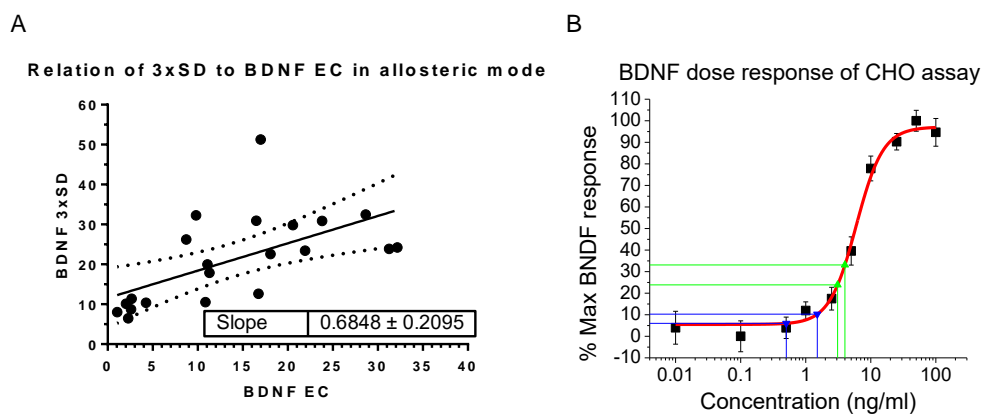 A
Relation of 3xSD to BDNF EC in allosteric mode
BDNF 3xSD
60
50
40
30
20
10
0
Slope 0.6848 ± 0.2095
0 5 10 15 20 25 30 35 40
BDNF EC
B
BDNF dose response of CHO assay
% Max BNDF response
110
100
90
80
70
60
50
40
30
20
10
0
-10
0.01 0.1 1 10 100
Concentration (ng/ml)